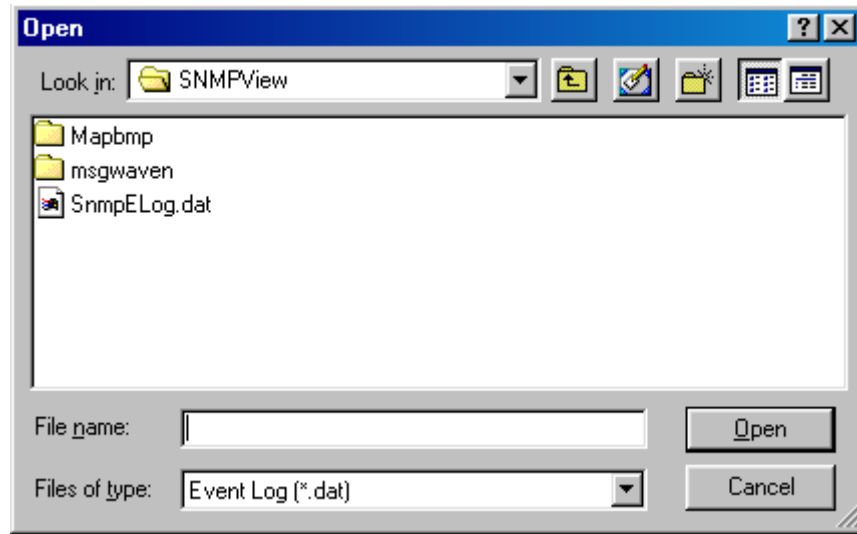 Open
Look in: SNMPView
Mapbmp
msgwaven
SnmpELog.dat
File name:
Open
Files of type: Event Log (*.dat)
Cancel